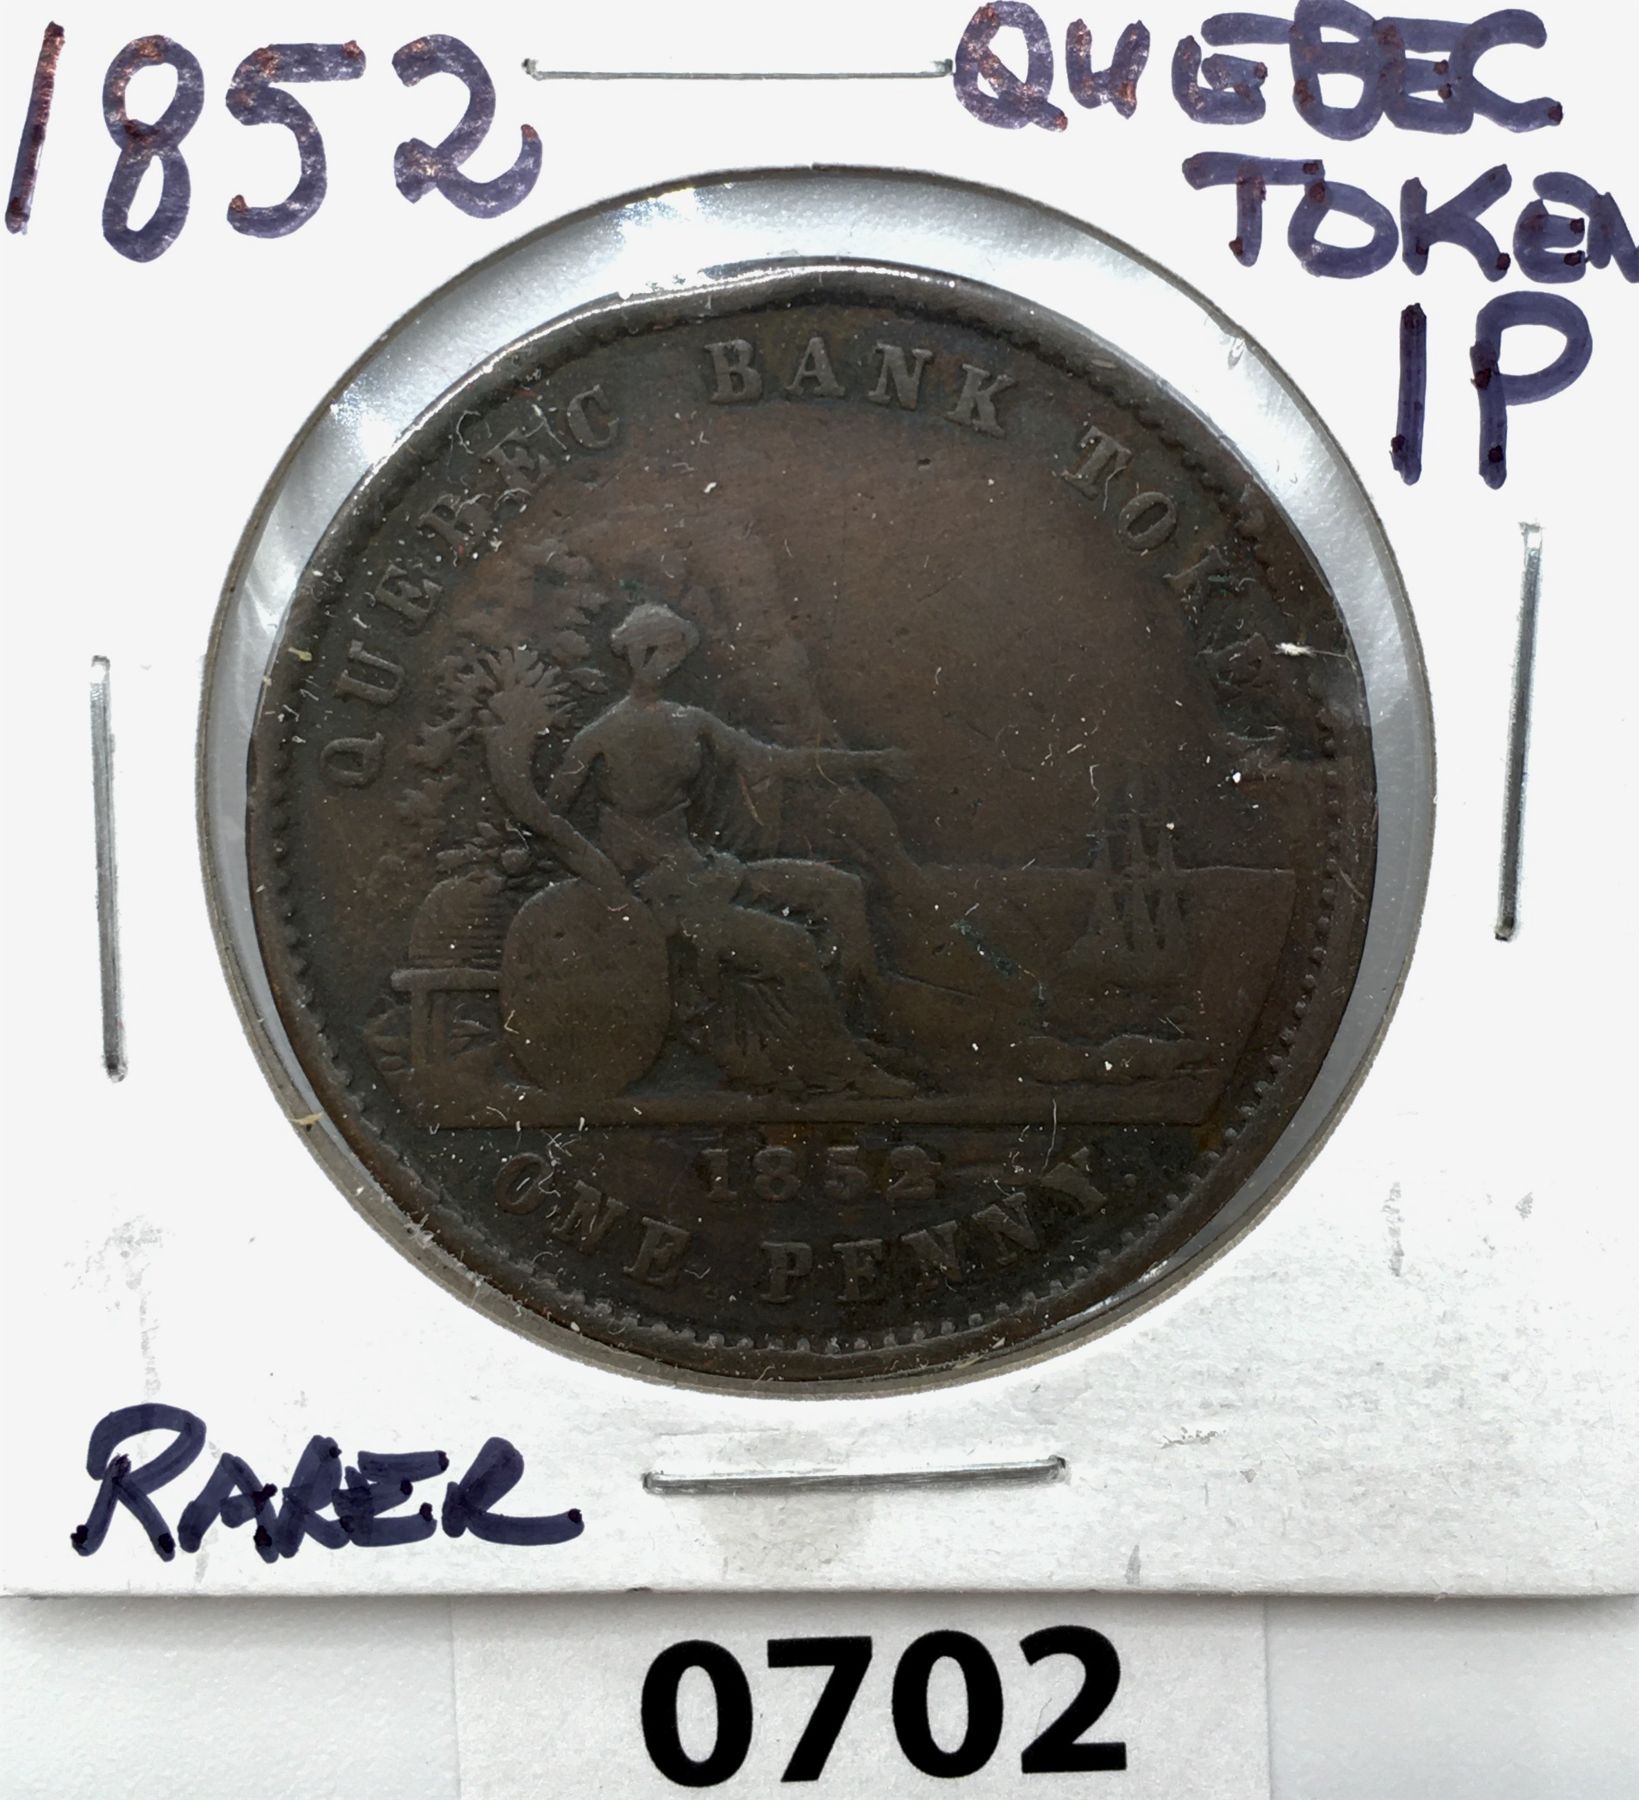 1852
QUEBEC
TOKEN
1P
QUEBEC BANK TOKEN
1852
ONE PENNY.
RARER
0702